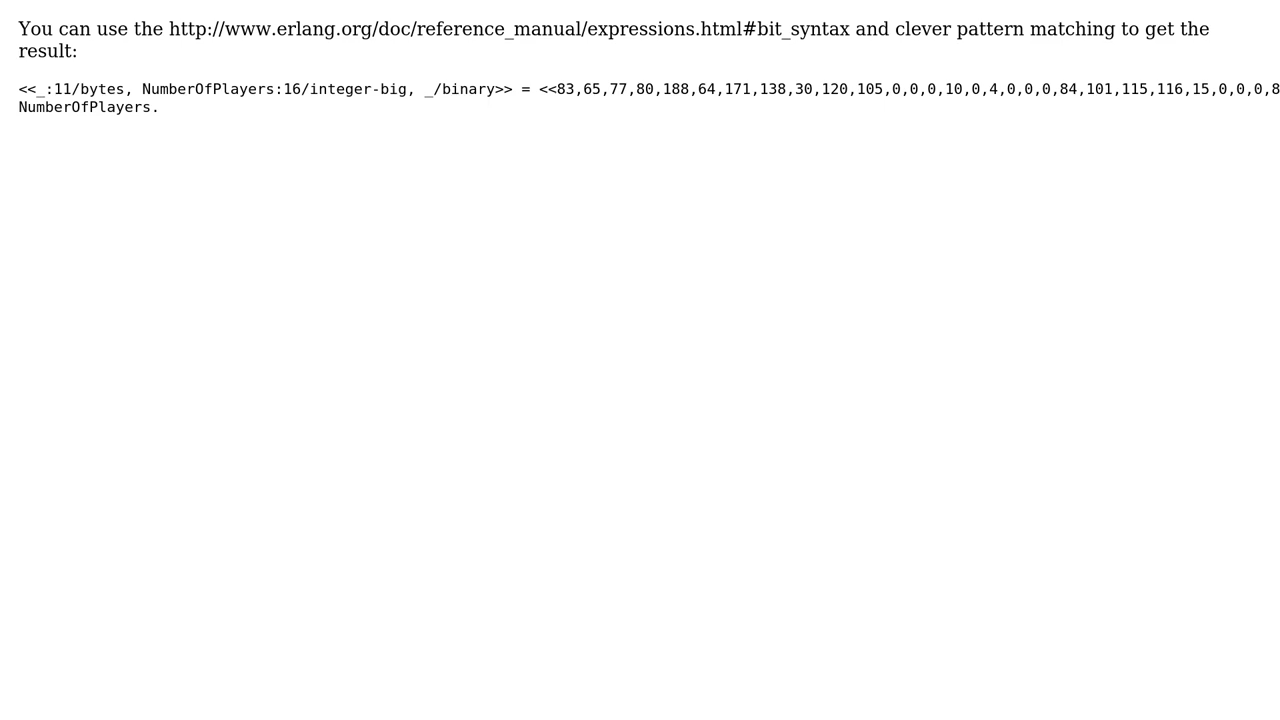 You can use the http://www.erlang.org/doc/reference_manual/expressions.html#bit_syntax and clever pattern matching to get the
result:
<<_:11/bytes, NumberOfPlayers:16/integer-big, _/binary>> = <<83,65,77,80,188,64,171,138,30,120,105,0,0,0,10,0,4,0,0,0,84,101,115,116,15,0,0,0,8
NumberOfPlayers.